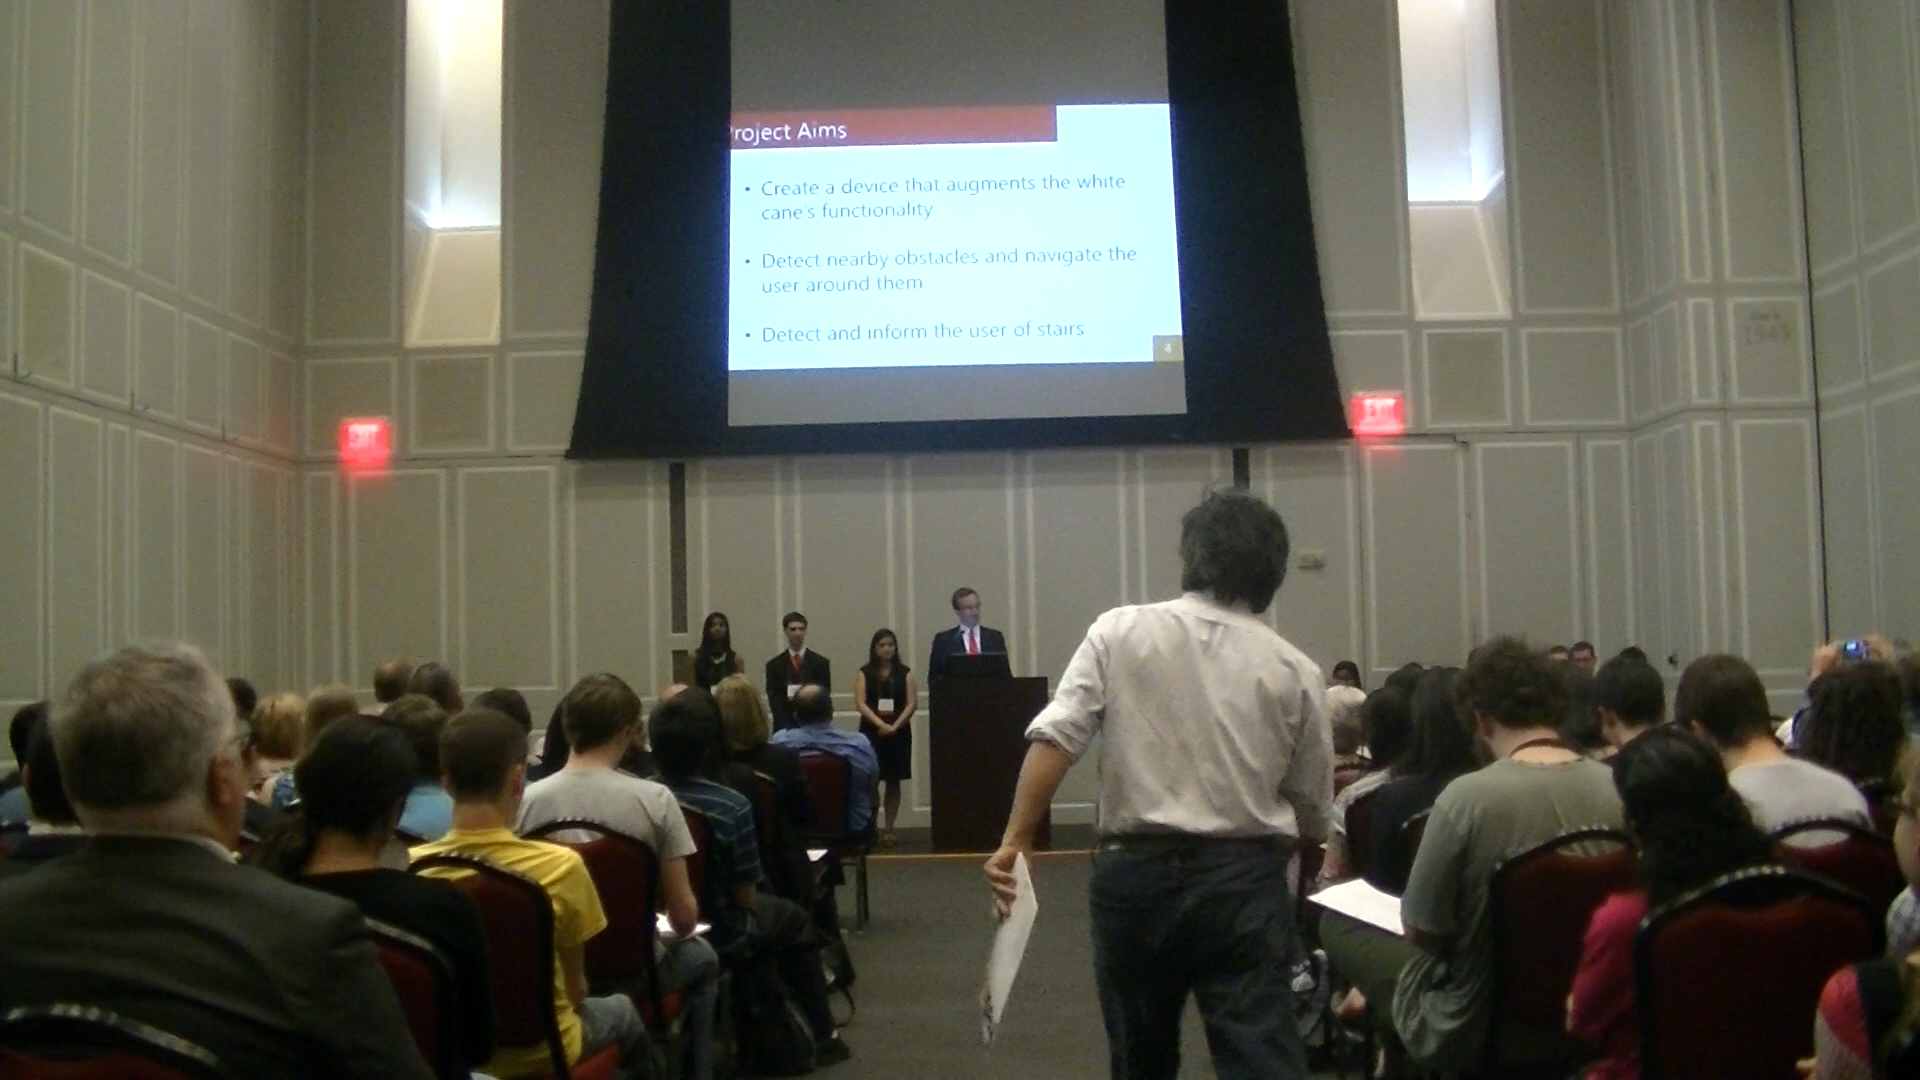 roject Aims
• Create a device that augments the white
cane's functionality
• Detect nearby obstacles and navigate the
user around them
• Detect and inform the user of stairs
4
EXIT
EXIT